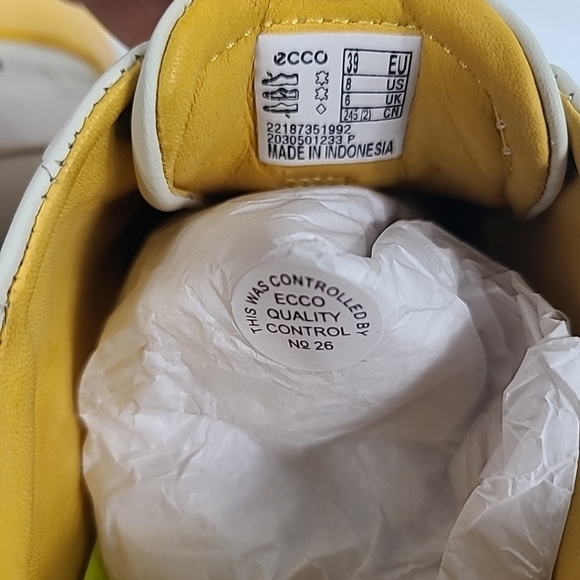 ecco
39 EU
8 US
6 UK
245 (2) CN
22187351992
2030501233 P
MADE IN INDONESIA
THIS WAS CONTROLLED BY
ECCO
QUALITY
CONTROL
No 26